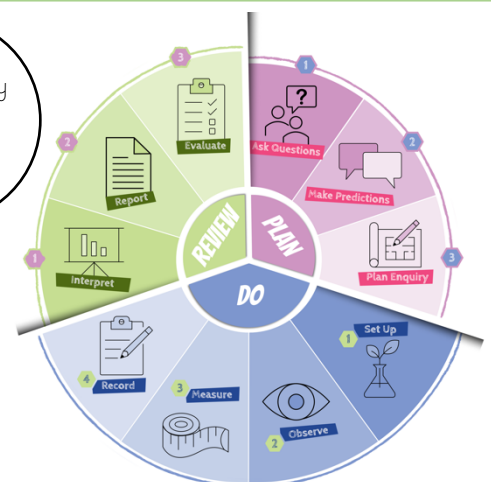 y
PLAN
1
Ask Questions
?
2
Make Predictions
3
Plan Enquiry
DO
1
Set Up
2
Observe
3
Measure
4
Record
REVIEW
1
Interpret
2
Report
3
Evaluate